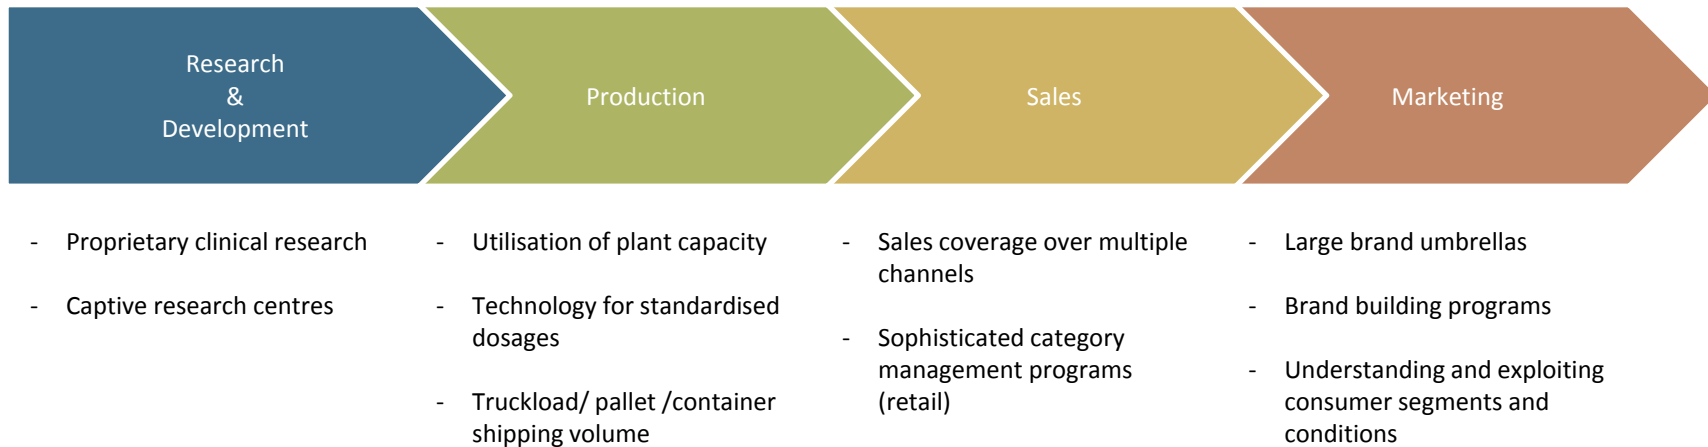 Research
&
Development
Production
Sales
Marketing
- Proprietary clinical research
- Captive research centres
- Utilisation of plant capacity
- Technology for standardised
dosages
- Truckload/ pallet /container
shipping volume
- Sales coverage over multiple
channels
- Sophisticated category
management programs
(retail)
- Large brand umbrellas
- Brand building programs
- Understanding and exploiting
consumer segments and
conditions